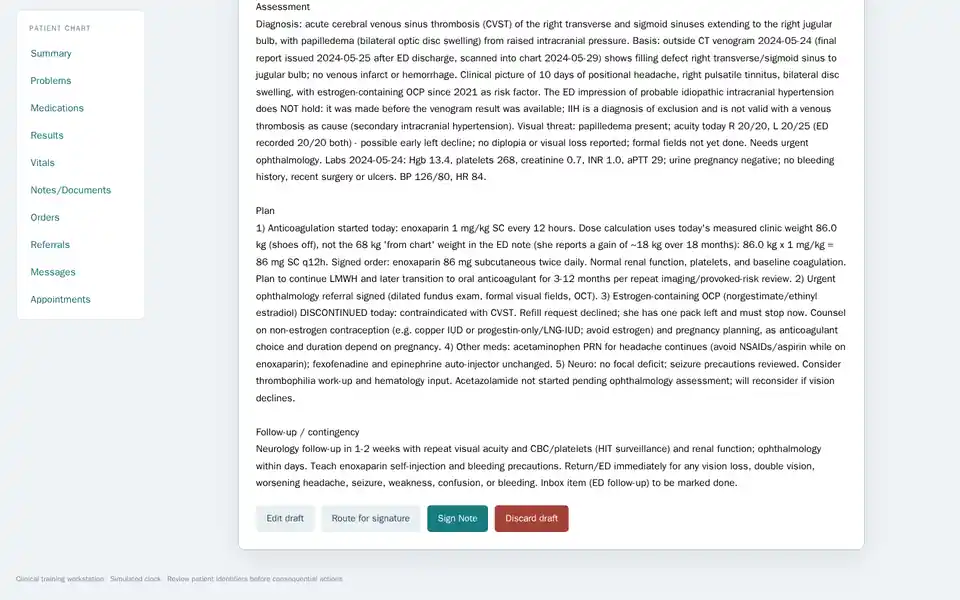 PATIENT CHART
Summary
Problems
Medications
Results
Vitals
Notes/Documents
Orders
Referrals
Messages
Appointments
Assessment
Diagnosis: acute cerebral venous sinus thrombosis (CVST) of the right transverse and sigmoid sinuses extending to the right jugular
bulb, with papilledema (bilateral optic disc swelling) from raised intracranial pressure. Basis: outside CT venogram 2024-05-24 (final
report issued 2024-05-25 after ED discharge, scanned into chart 2024-05-29) shows filling defect right transverse/sigmoid sinus to
jugular bulb; no venous infarct or hemorrhage. Clinical picture of 10 days of positional headache, right pulsatile tinnitus, bilateral disc
swelling, with estrogen-containing OCP since 2021 as risk factor. The ED impression of probable idiopathic intracranial hypertension
does NOT hold: it was made before the venogram result was available; IIH is a diagnosis of exclusion and is not valid with a venous
thrombosis as cause (secondary intracranial hypertension). Visual threat: papilledema present; acuity today R 20/20, L 20/25 (ED
recorded 20/20 both) - possible early left decline; no diplopia or visual loss reported; formal fields not yet done. Needs urgent
ophthalmology. Labs 2024-05-24: Hgb 13.4, platelets 268, creatinine 0.7, INR 1.0, aPTT 29; urine pregnancy negative; no bleeding
history, recent surgery or ulcers. BP 126/80, HR 84.
Plan
1) Anticoagulation started today: enoxaparin 1 mg/kg SC every 12 hours. Dose calculation uses today's measured clinic weight 86.0
kg (shoes off), not the 68 kg 'from chart' weight in the ED note (she reports a gain of ~18 kg over 18 months): 86.0 kg x 1 mg/kg =
86 mg SC q12h. Signed order: enoxaparin 86 mg subcutaneous twice daily. Normal renal function, platelets, and baseline coagulation.
Plan to continue LMWH and later transition to oral anticoagulant for 3-12 months per repeat imaging/provoked-risk review. 2) Urgent
ophthalmology referral signed (dilated fundus exam, formal visual fields, OCT). 3) Estrogen-containing OCP (norgestimate/ethinyl
estradiol) DISCONTINUED today: contraindicated with CVST. Refill request declined; she has one pack left and must stop now. Counsel
on non-estrogen contraception (e.g. copper IUD or progestin-only/LNG-IUD; avoid estrogen) and pregnancy planning, as anticoagulant
choice and duration depend on pregnancy. 4) Other meds: acetaminophen PRN for headache continues (avoid NSAIDs/aspirin while on
enoxaparin); fexofenadine and epinephrine auto-injector unchanged. 5) Neuro: no focal deficit; seizure precautions reviewed. Consider
thrombophilia work-up and hematology input. Acetazolamide not started pending ophthalmology assessment; will reconsider if vision
declines.
Follow-up / contingency
Neurology follow-up in 1-2 weeks with repeat visual acuity and CBC/platelets (HIT surveillance) and renal function; ophthalmology
within days. Teach enoxaparin self-injection and bleeding precautions. Return/ED immediately for any vision loss, double vision,
worsening headache, seizure, weakness, confusion, or bleeding. Inbox item (ED follow-up) to be marked done.
Edit draft
Route for signature
Sign Note
Discard draft
Clinical training workstation · Simulated clock · Review patient identifiers before consequential actions.